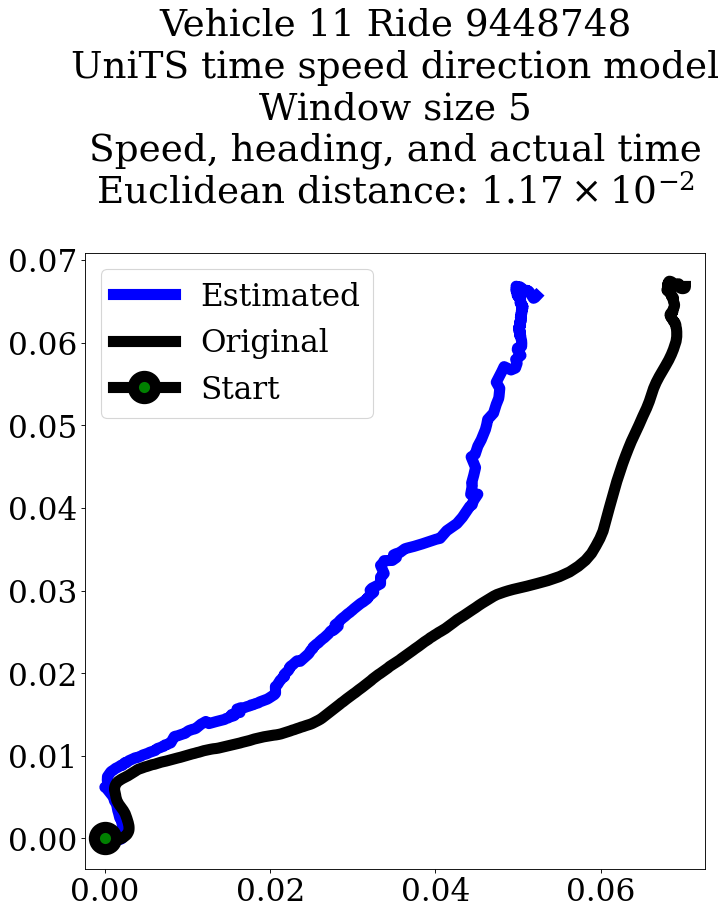 Vehicle 11 Ride 9448748
UniTS time speed direction model
Window size 5
Speed, heading, and actual time
Euclidean distance: 1.17 × 10⁻²
0.07
0.06
0.05
0.04
0.03
0.02
0.01
0.00
Estimated
Original
Start
0.00 0.02 0.04 0.06